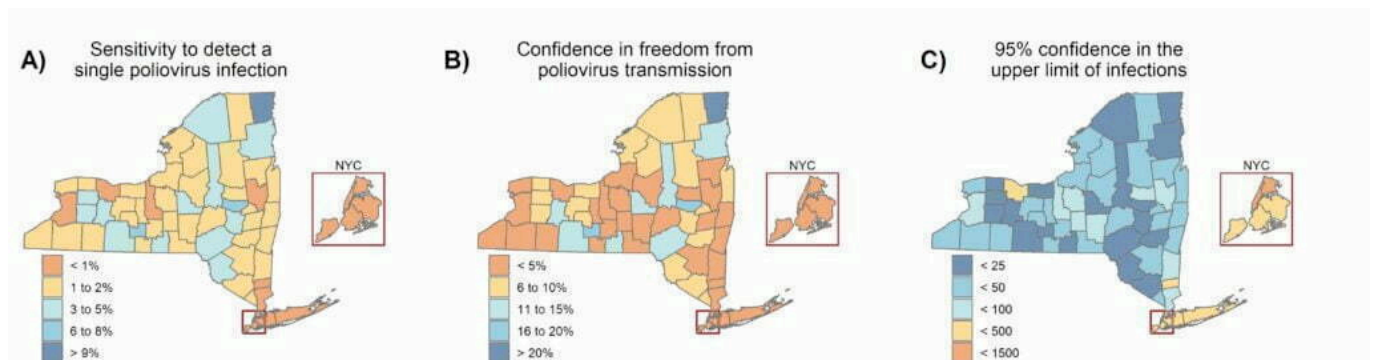 A)
Sensitivity to detect a
single poliovirus infection
NYC
< 1%
1 to 2%
3 to 5%
6 to 8%
> 9%
B)
Confidence in freedom from
poliovirus transmission
NYC
< 5%
6 to 10%
11 to 15%
16 to 20%
> 20%
C)
95% confidence in the
upper limit of infections
NYC
< 25
< 50
< 100
< 500
< 1500